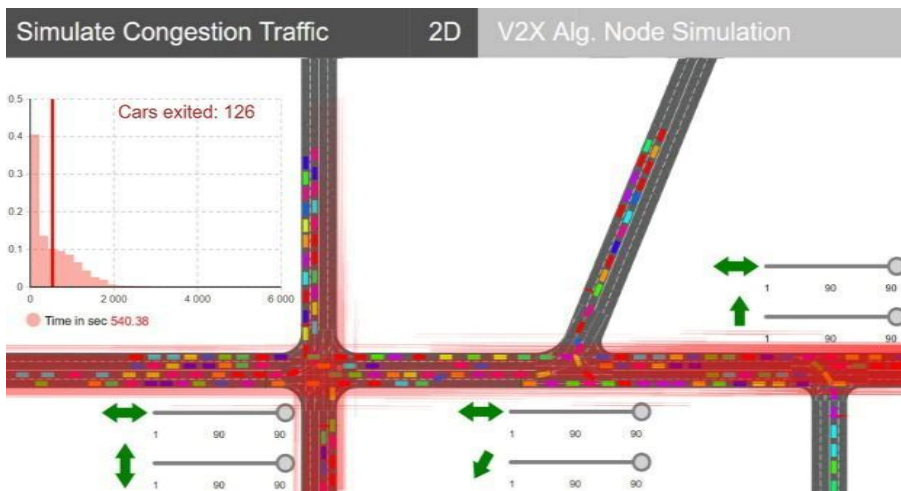 Simulate Congestion Traffic
2D
V2X Alg. Node Simulation
0.5
Cars exited: 126
0.4
0.3
0.2
0.1
0
0
2 000
4 000
6 000
Time in sec 540.38
1 90 90
1 90 90
1 90 90
1 90 90
1 90 90
1 90 90